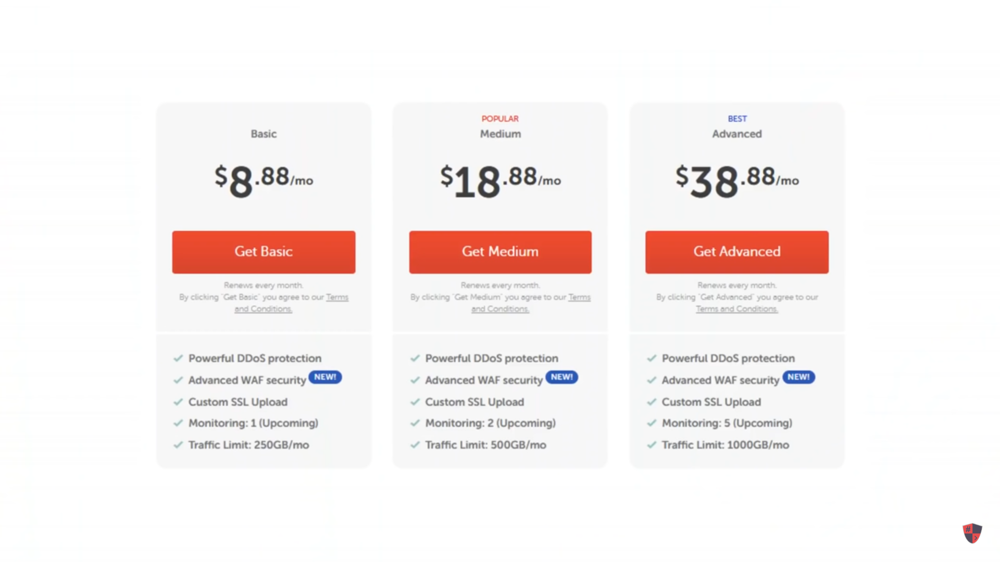 Basic
$8.88/mo
Get Basic
Renews every month.
By clicking "Get Basic" you agree to our Terms
and Conditions.
Powerful DDoS protection
Advanced WAF security NEW!
Custom SSL Upload
Monitoring: 1 (Upcoming)
Traffic Limit: 250GB/mo
POPULAR
Medium
$18.88/mo
Get Medium
Renews every month.
By clicking "Get Medium" you agree to our Terms
and Conditions.
Powerful DDoS protection
Advanced WAF security NEW!
Custom SSL Upload
Monitoring: 2 (Upcoming)
Traffic Limit: 500GB/mo
BEST
Advanced
$38.88/mo
Get Advanced
Renews every month.
By clicking "Get Advanced" you agree to our
Terms and Conditions.
Powerful DDoS protection
Advanced WAF security NEW!
Custom SSL Upload
Monitoring: 5 (Upcoming)
Traffic Limit: 1000GB/mo